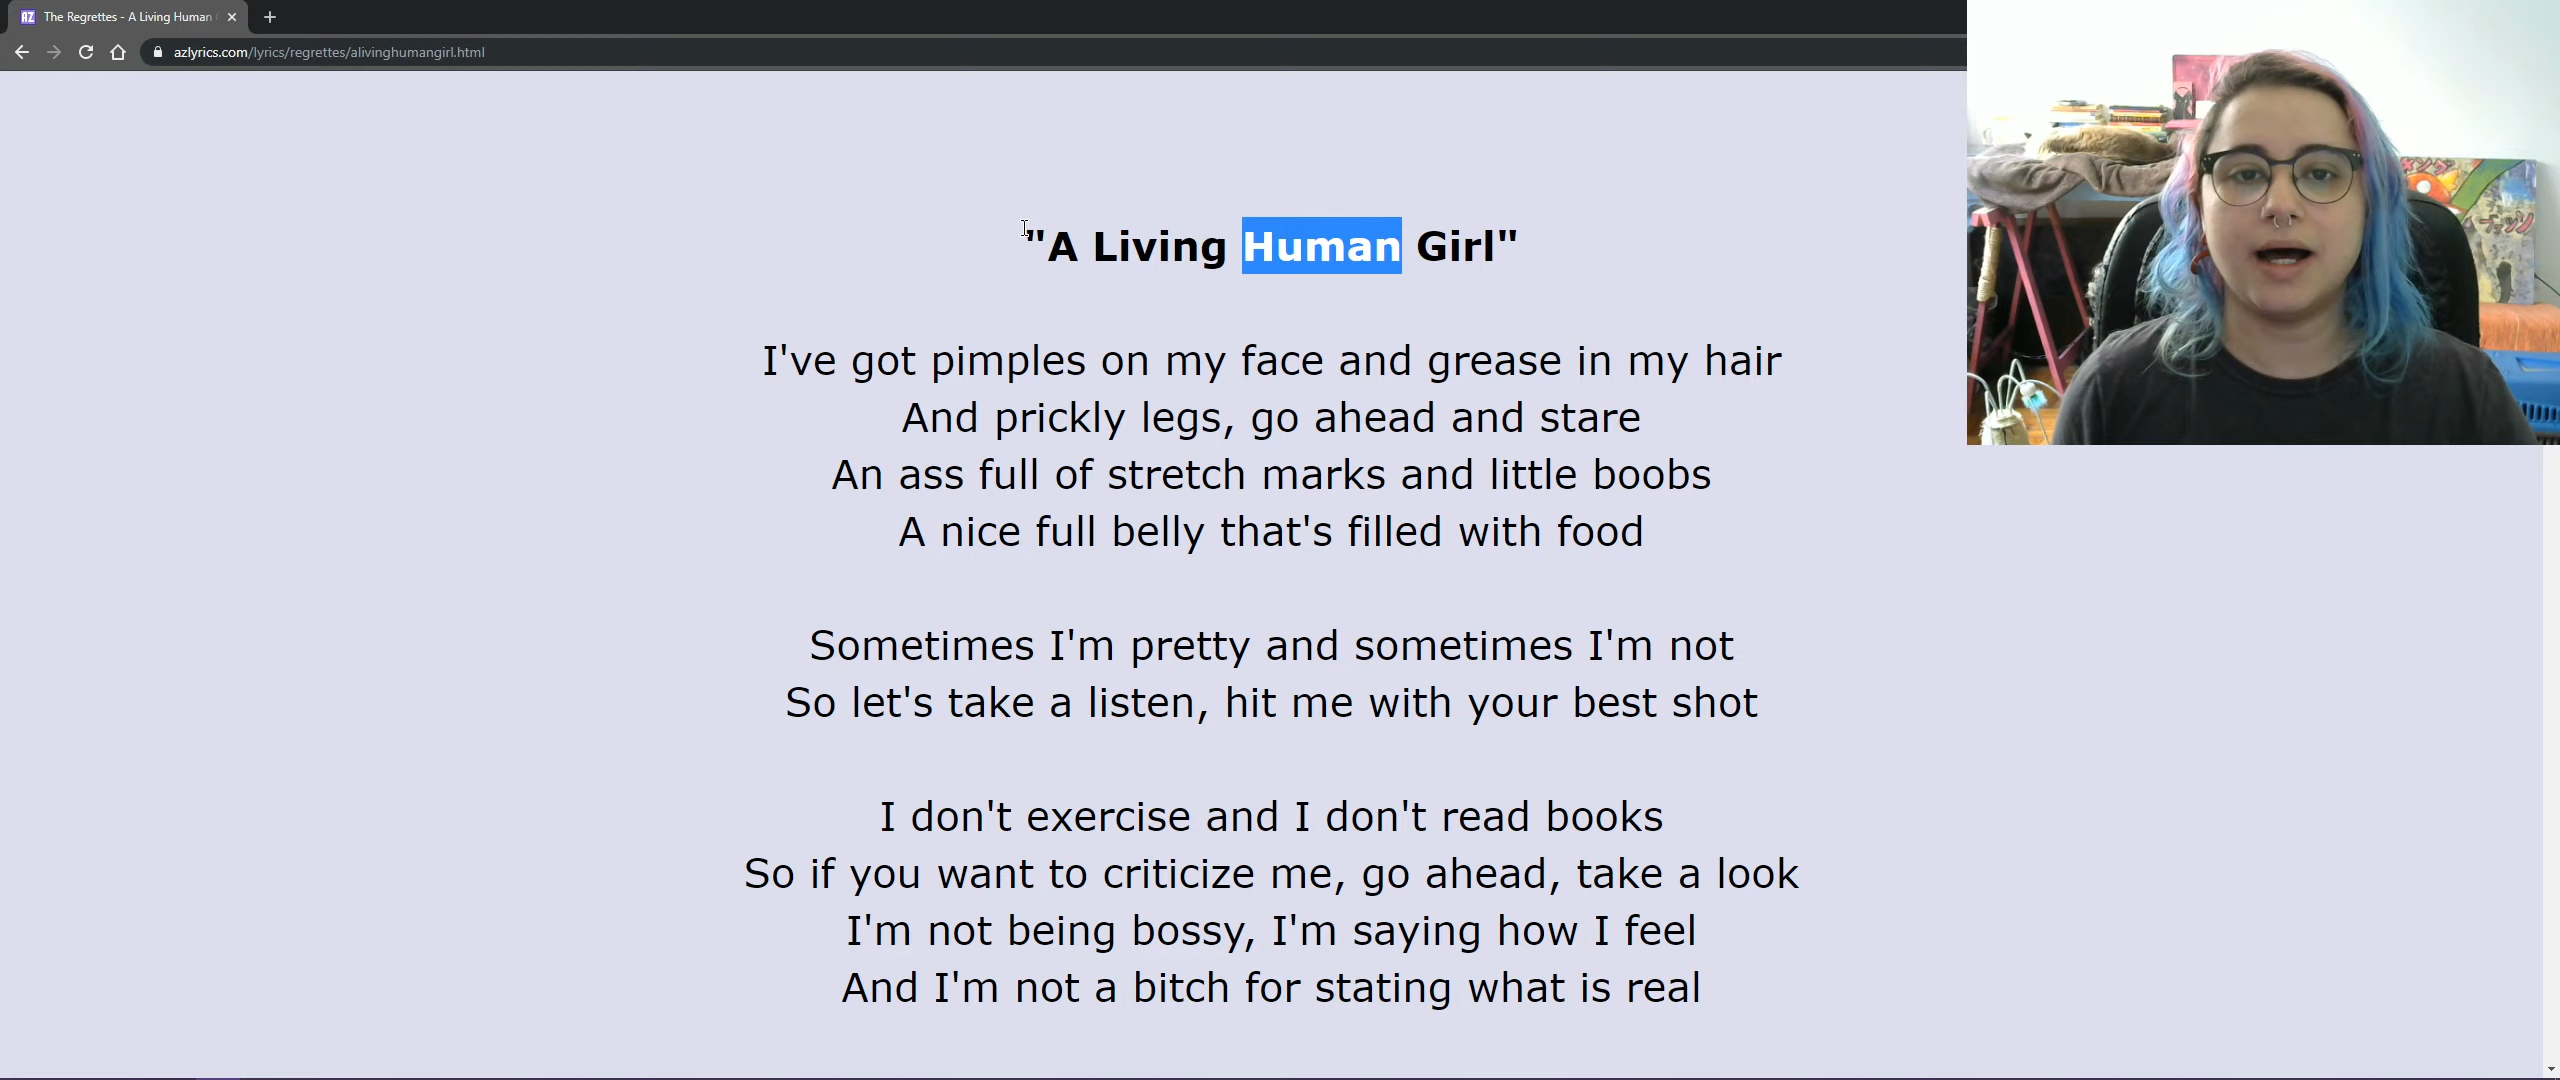 The Regrettes - A Living Human
azlyrics.com/lyrics/regrettes/alivinghumangirl.html
"A Living Human Girl"
I've got pimples on my face and grease in my hair
And prickly legs, go ahead and stare
An ass full of stretch marks and little boobs
A nice full belly that's filled with food
Sometimes I'm pretty and sometimes I'm not
So let's take a listen, hit me with your best shot
I don't exercise and I don't read books
So if you want to criticize me, go ahead, take a look
I'm not being bossy, I'm saying how I feel
And I'm not a bitch for stating what is real